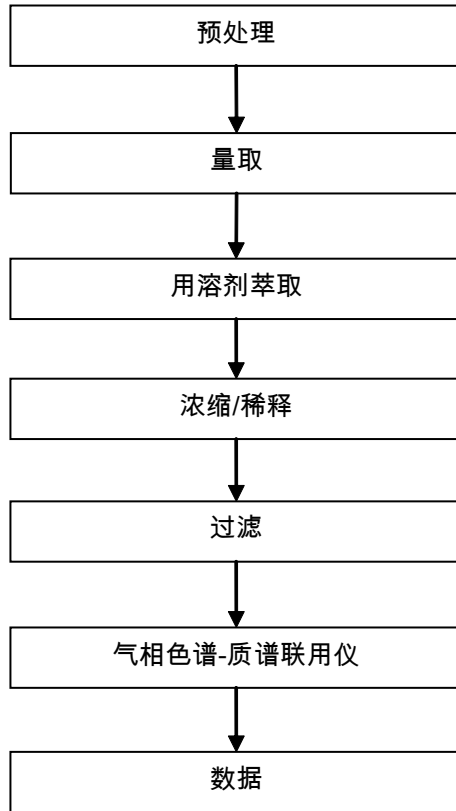 预处理
量取
用溶剂萃取
浓缩/稀释
过滤
气相色谱-质谱联用仪
数据